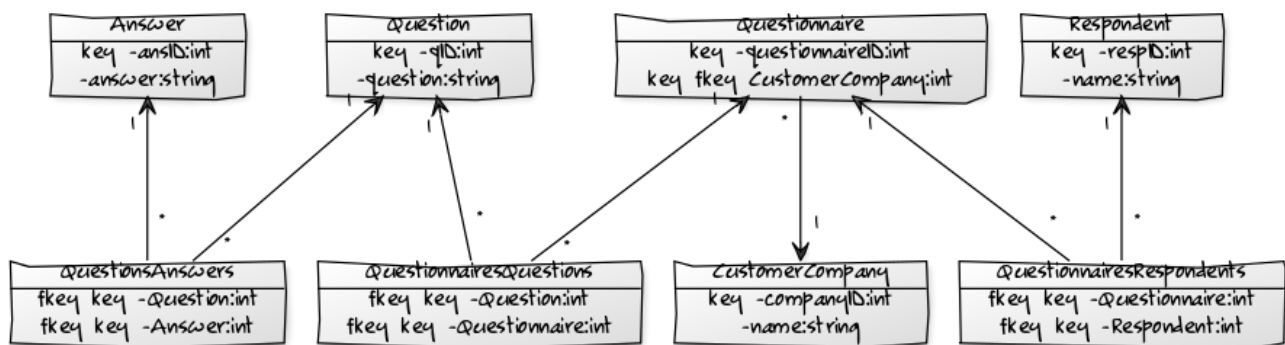 Answer
key -ansID:int
-answer:string
Question
key -qID:int
-question:string
Questionnaire
key -questionnaireID:int
key fkey CustomerCompany:int
Respondent
key -respID:int
-name:string
1
1
1
1
*
1
1
*
*
*
*
1
*
*
QuestionsAnswers
fkey key -Question:int
fkey key -Answer:int
QuestionnairesQuestions
fkey key -Question:int
fkey key -Questionnaire:int
CustomerCompany
key -companyID:int
-name:string
QuestionnairesRespondents
fkey key -Questionnaire:int
fkey key -Respondent:int